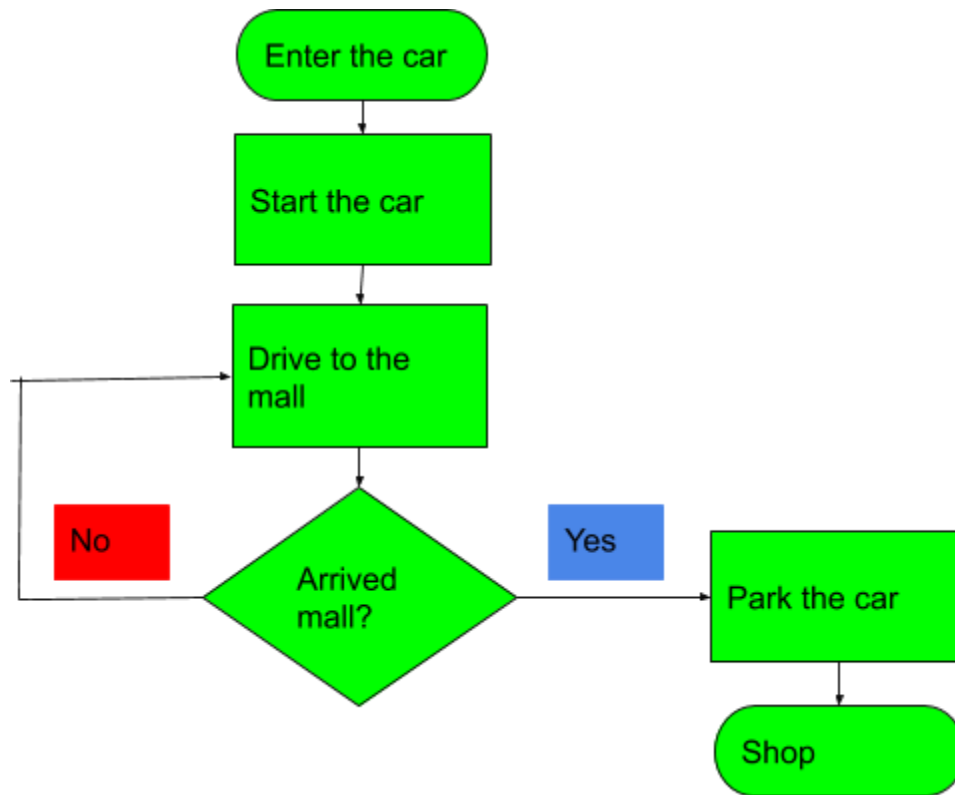 Enter the car
Start the car
Drive to the
mall
No
Yes
Arrived
mall?
Park the car
Shop